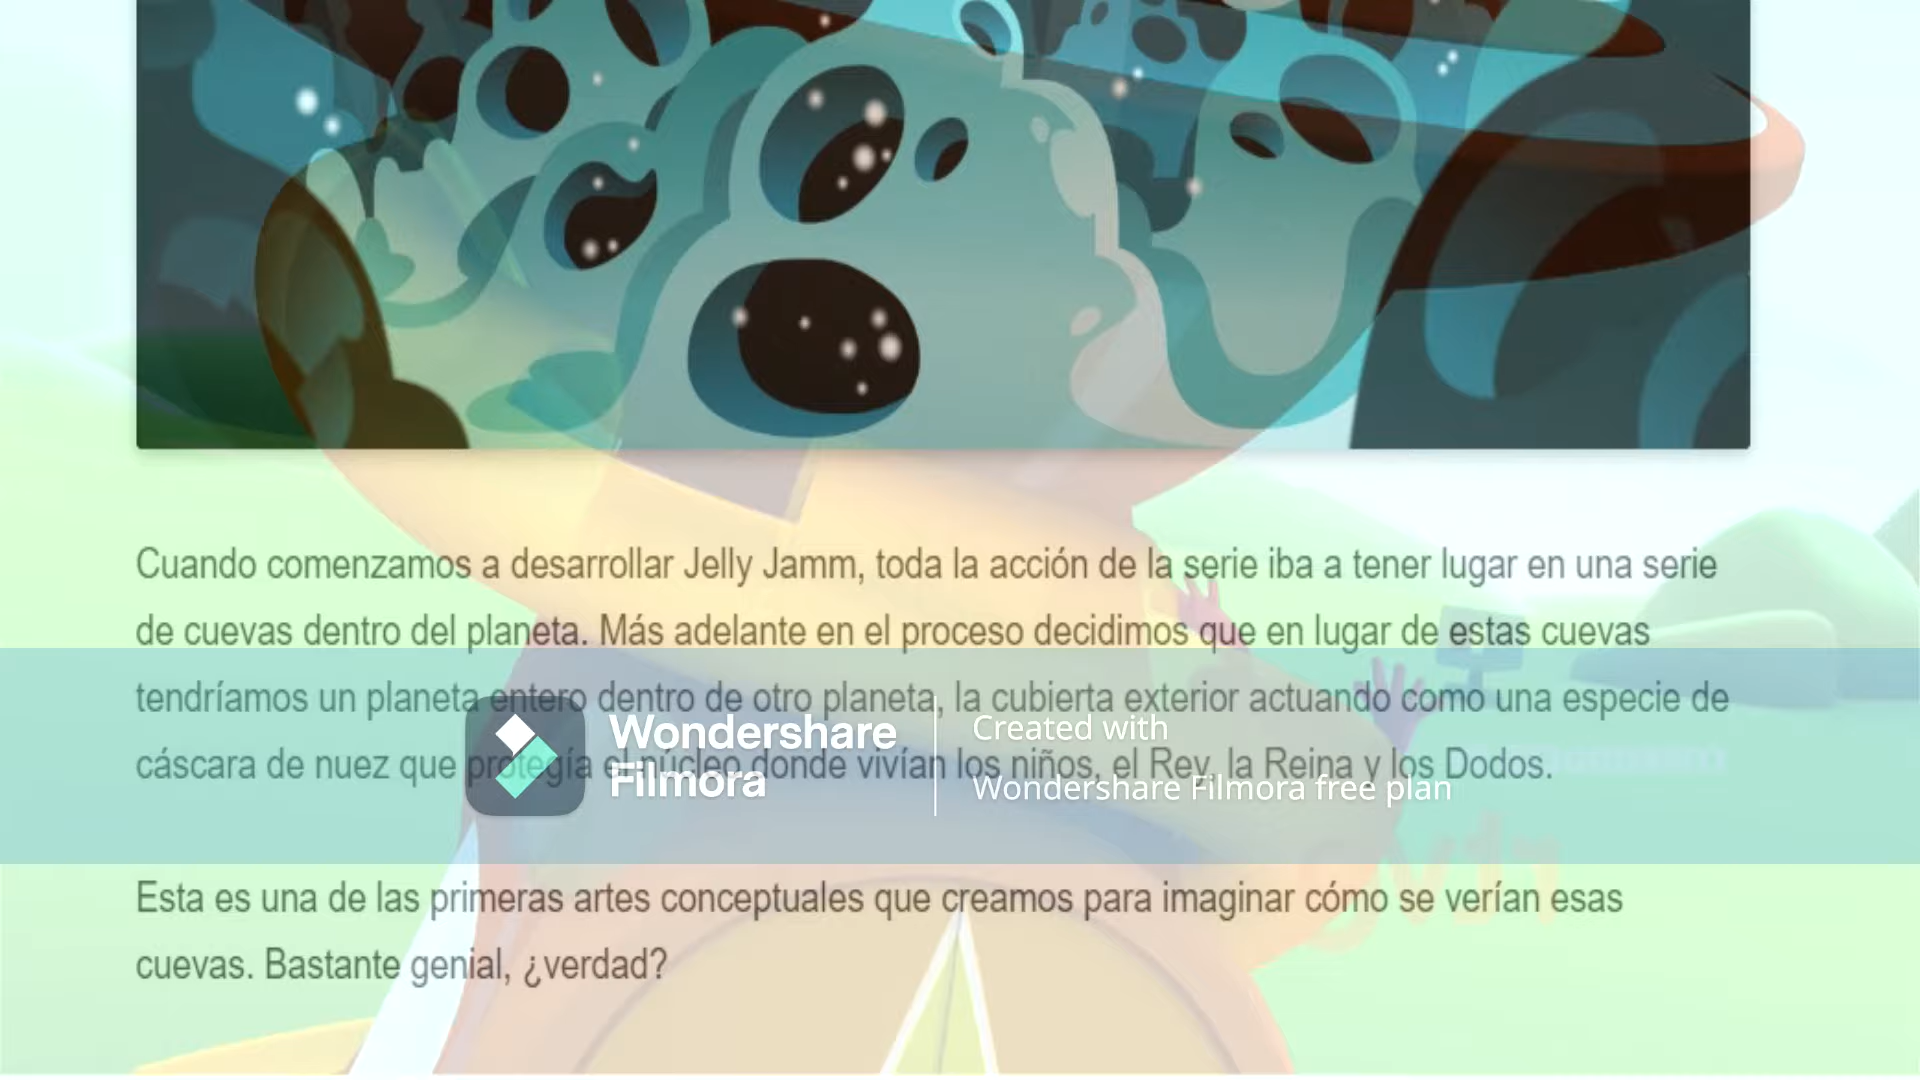 Cuando comenzamos a desarrollar Jelly Jamm, toda la acción de la serie iba a tener lugar en una serie
de cuevas dentro del planeta. Más adelante en el proceso decidimos que en lugar de estas cuevas
tendríamos un planeta entero dentro de otro planeta, la cubierta exterior actuando como una especie de
cáscara de nuez que protegía el núcleo donde vivían los niños, el Rey, la Reina y los Dodos.
Wondershare
Filmora
Created with
Wondershare Filmora free plan
Esta es una de las primeras artes conceptuales que creamos para imaginar cómo se verían esas
cuevas. Bastante genial, ¿verdad?